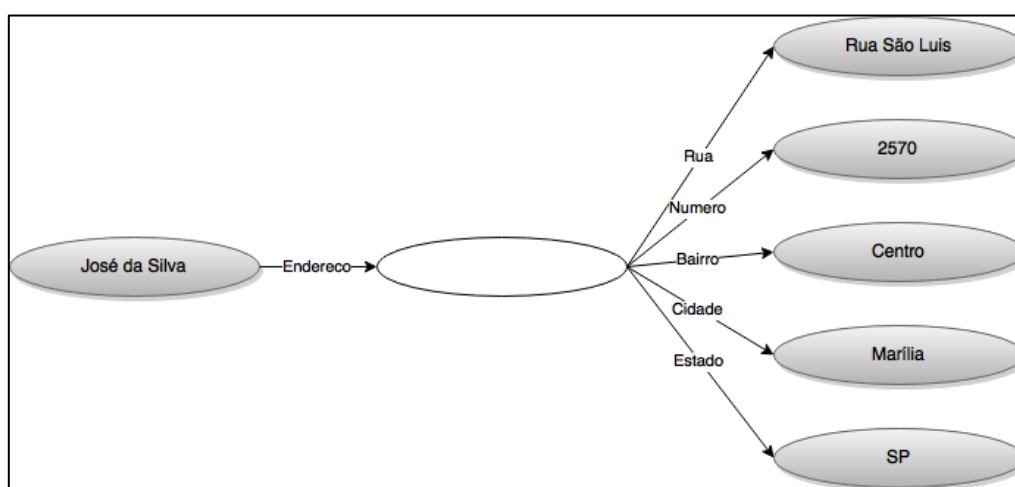 Rua São Luis
Rua
2570
Numero
José da Silva
Endereco
Bairro
Centro
Cidade
Marília
Estado
SP